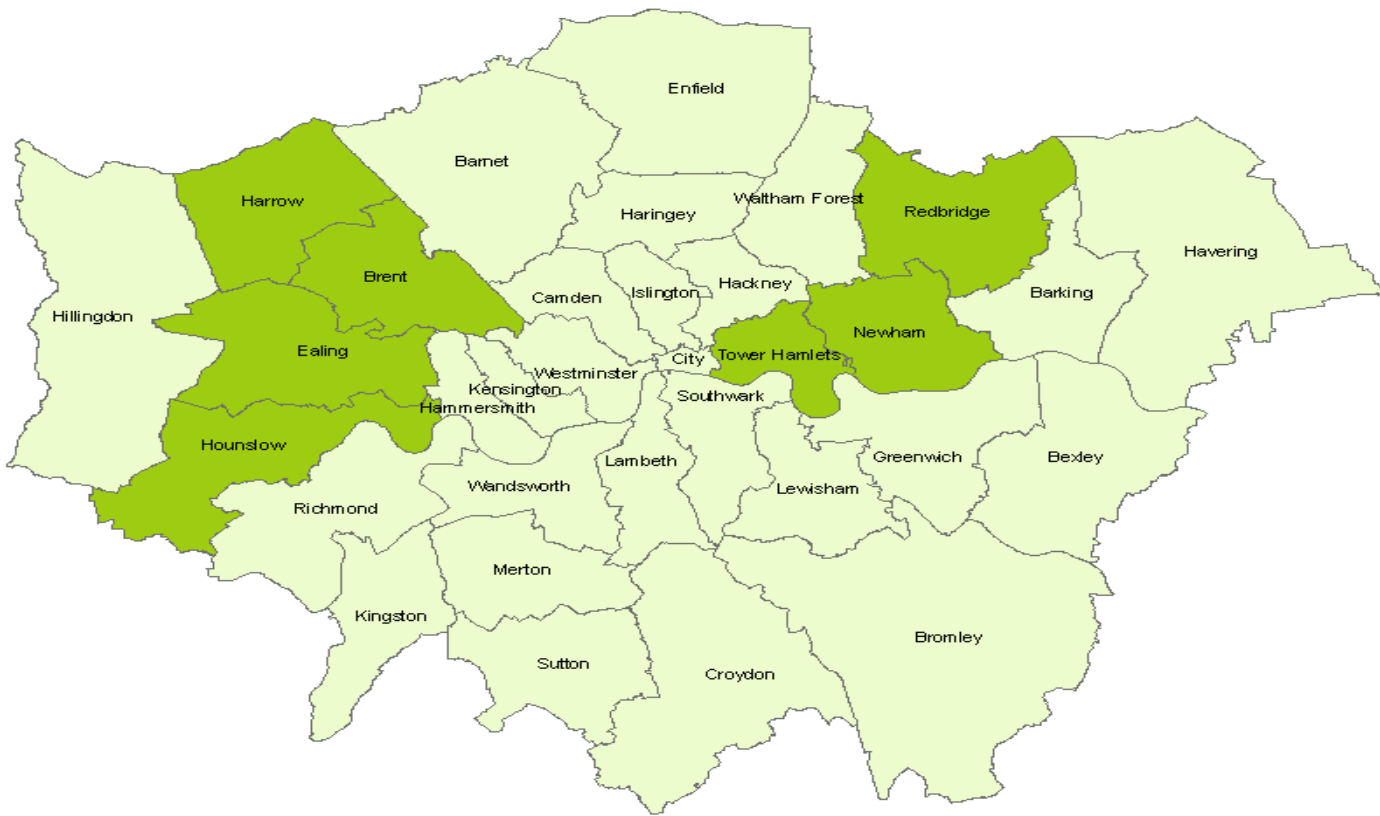 Enfield
Barnet
Harrow
Waltham Forest
Redbridge
Haringey
Havering
Brent
Hackney
Islington
Camden
Barking
Hillingdon
Newham
Ealing
Tower Hamlets
City
Westminster
Kensington
Southwark
Hammersmith
Hounslow
Greenwich
Bexley
Lambeth
Wandsworth
Lewisham
Richmond
Merton
Kingston
Bromley
Sutton
Croydon